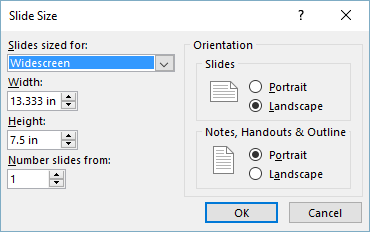 Slide Size
Slides sized for:
Widescreen
Width:
13.333 in
Height:
7.5 in
Number slides from:
1
Orientation
Slides
Portrait
Landscape
Notes, Handouts & Outline
Portrait
Landscape
OK
Cancel